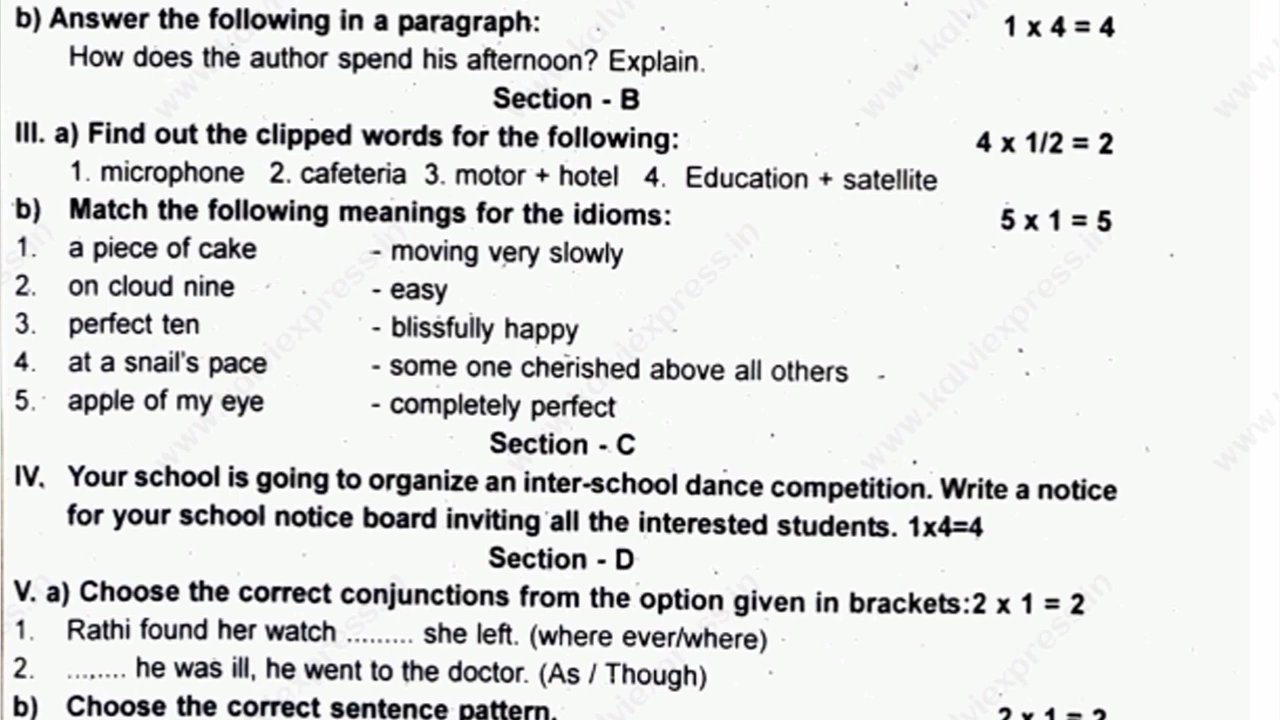 b) Answer the following in a paragraph: 1 x 4 = 4
How does the author spend his afternoon? Explain.
Section - B
III. a) Find out the clipped words for the following: 4 x 1/2 = 2
1. microphone 2. cafeteria 3. motor + hotel 4. Education + satellite
b) Match the following meanings for the idioms: 5 x 1 = 5
1. a piece of cake - moving very slowly
2. on cloud nine - easy
3. perfect ten - blissfully happy
4. at a snail's pace - some one cherished above all others
5. apple of my eye - completely perfect
Section - C
IV. Your school is going to organize an inter-school dance competition. Write a notice
for your school notice board inviting all the interested students. 1x4=4
Section - D
V. a) Choose the correct conjunctions from the option given in brackets:2 x 1 = 2
1. Rathi found her watch ......... she left. (where ever/where)
2. ......... he was ill, he went to the doctor. (As / Though)
b) Choose the correct sentence pattern. 2 x 1 = 2
www.kalviexpress.in